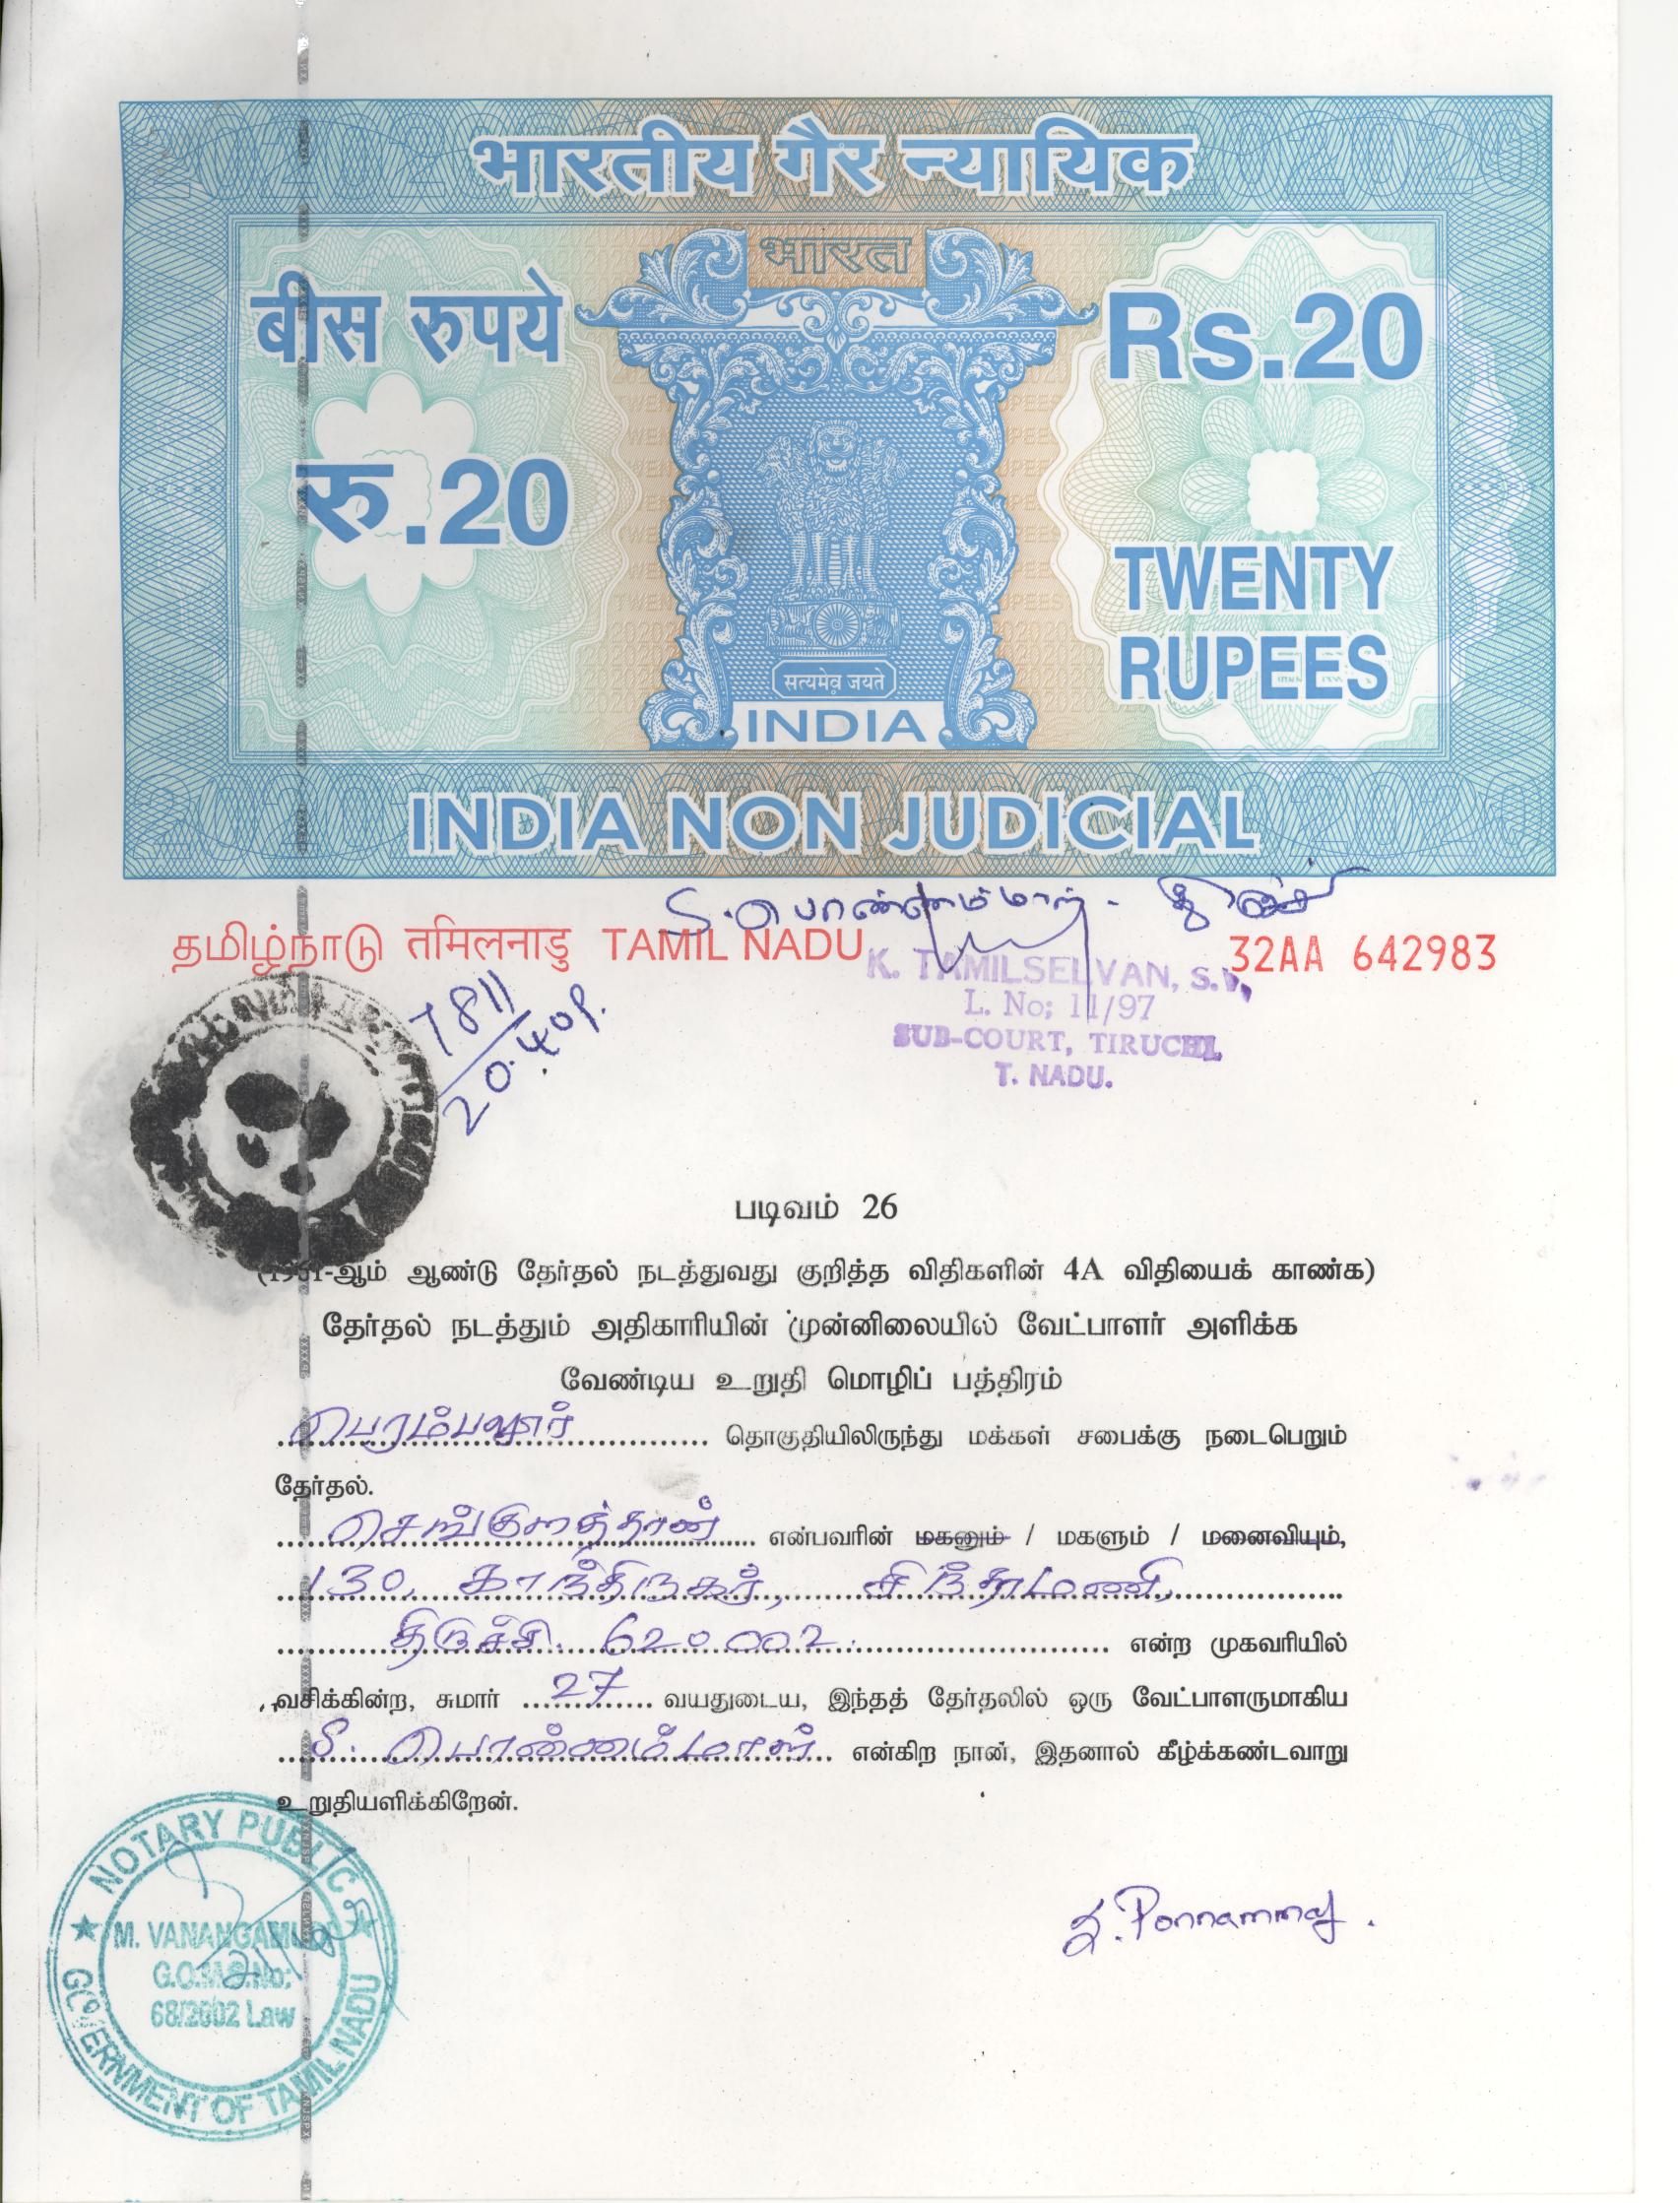 भारतीय गैर न्यायिक
भारत
बीस रुपये
Rs.20
रु.20
TWENTY
RUPEES
सत्यमेव जयते
INDIA
INDIA NON JUDICIAL
S. பொன்னம்மாள் - திருச்சி
தமிழ்நாடு तमिलनाडु TAMIL NADU
32AA 642983
K. TAMILSELVAN, S.V.
L. No; 11/97
SUB-COURT, TIRUCHI,
T. NADU.
7811
20.4.09.
படிவம் 26
(1961-ஆம் ஆண்டு தேர்தல் நடத்துவது குறித்த விதிகளின் 4A விதியைக் காண்க)
தேர்தல் நடத்தும் அதிகாரியின் முன்னிலையில் வேட்பாளர் அளிக்க
வேண்டிய உறுதி மொழிப் பத்திரம்
பெரம்பலூர் தொகுதியிலிருந்து மக்கள் சபைக்கு நடைபெறும்
தேர்தல்.
என்பவரின் மகனும் / மகளும் / மனைவியும்,
130, காந்திநகர், சிந்தாமணி,
திருச்சி. 620 002. என்ற முகவரியில்
வசிக்கின்ற, சுமார் 27 வயதுடைய, இந்தத் தேர்தலில் ஒரு வேட்பாளருமாகிய
S. பொன்னம்மாள் என்கிற நான், இதனால் கீழ்க்கண்டவாறு
உறுதியளிக்கிறேன்.
S. Ponnammal.
NOTARY PUBLIC
M. VANANGAMUDI
G.O.M.S.No:
68/2002 Law
GOVERNMENT OF TAMIL NADU